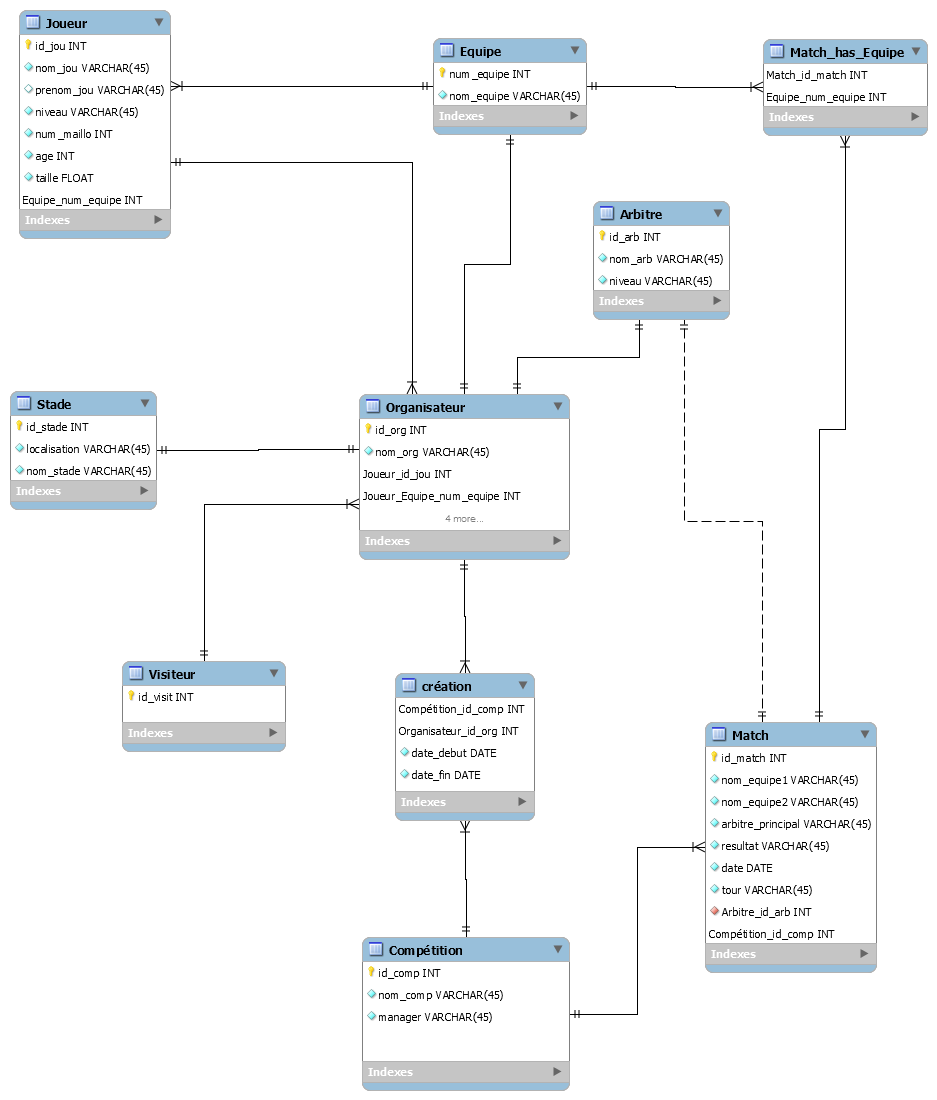 Joueur
id_jou INT
nom_jou VARCHAR(45)
prenom_jou VARCHAR(45)
niveau VARCHAR(45)
num_maillo INT
age INT
taille FLOAT
Equipe_num_equipe INT
Indexes
Equipe
num_equipe INT
nom_equipe VARCHAR(45)
Indexes
Match_has_Equipe
Match_id_match INT
Equipe_num_equipe INT
Indexes
Arbitre
id_arb INT
nom_arb VARCHAR(45)
niveau VARCHAR(45)
Indexes
Stade
id_stade INT
localisation VARCHAR(45)
nom_stade VARCHAR(45)
Indexes
Organisateur
id_org INT
nom_org VARCHAR(45)
Joueur_id_jou INT
Joueur_Equipe_num_equipe INT
4 more...
Indexes
Visiteur
id_visit INT
Indexes
création
Compétition_id_comp INT
Organisateur_id_org INT
date_debut DATE
date_fin DATE
Indexes
Match
id_match INT
nom_equipe1 VARCHAR(45)
nom_equipe2 VARCHAR(45)
arbitre_principal VARCHAR(45)
resultat VARCHAR(45)
date DATE
tour VARCHAR(45)
Arbitre_id_arb INT
Compétition_id_comp INT
Indexes
Compétition
id_comp INT
nom_comp VARCHAR(45)
manager VARCHAR(45)
Indexes